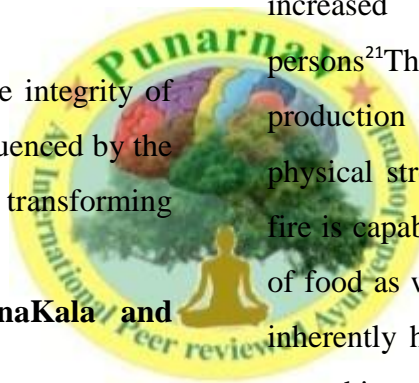 e integrity of
uenced by the
transforming
naKala and
increased
persons²¹Th
production
physical str
fire is capab
of food as w
inherently h
Punarnav
An International Peer reviewed Ayurved Journal